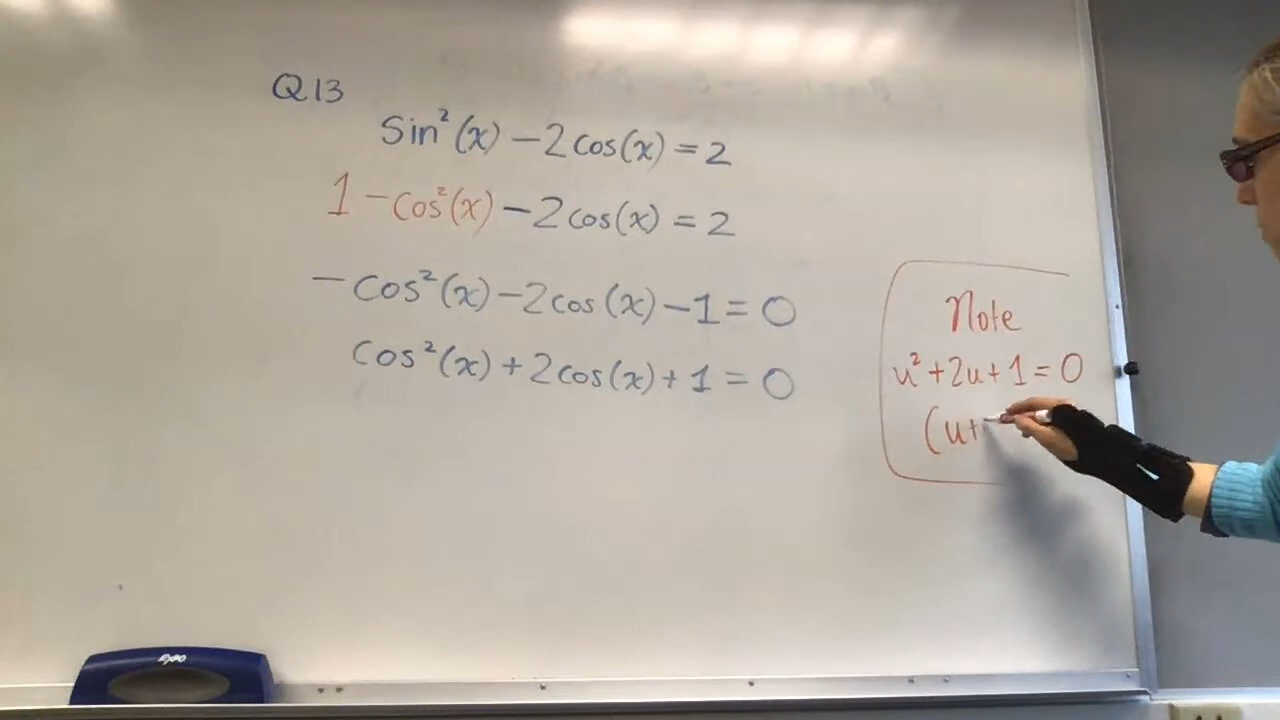 Q13
Sin²(x) - 2cos(x) = 2
1 - cos²(x) - 2cos(x) = 2
- cos²(x) - 2cos(x) - 1 = 0
cos²(x) + 2cos(x) + 1 = 0
Note
u² + 2u + 1 = 0
(u+
EXPO